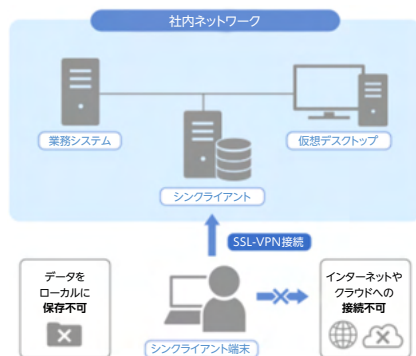 社内ネットワーク
業務システム
仮想デスクトップ
シンクライアント
SSL-VPN接続
データを
ローカルに
保存不可
インターネットや
クラウドへの
接続不可
シンクライアント端末